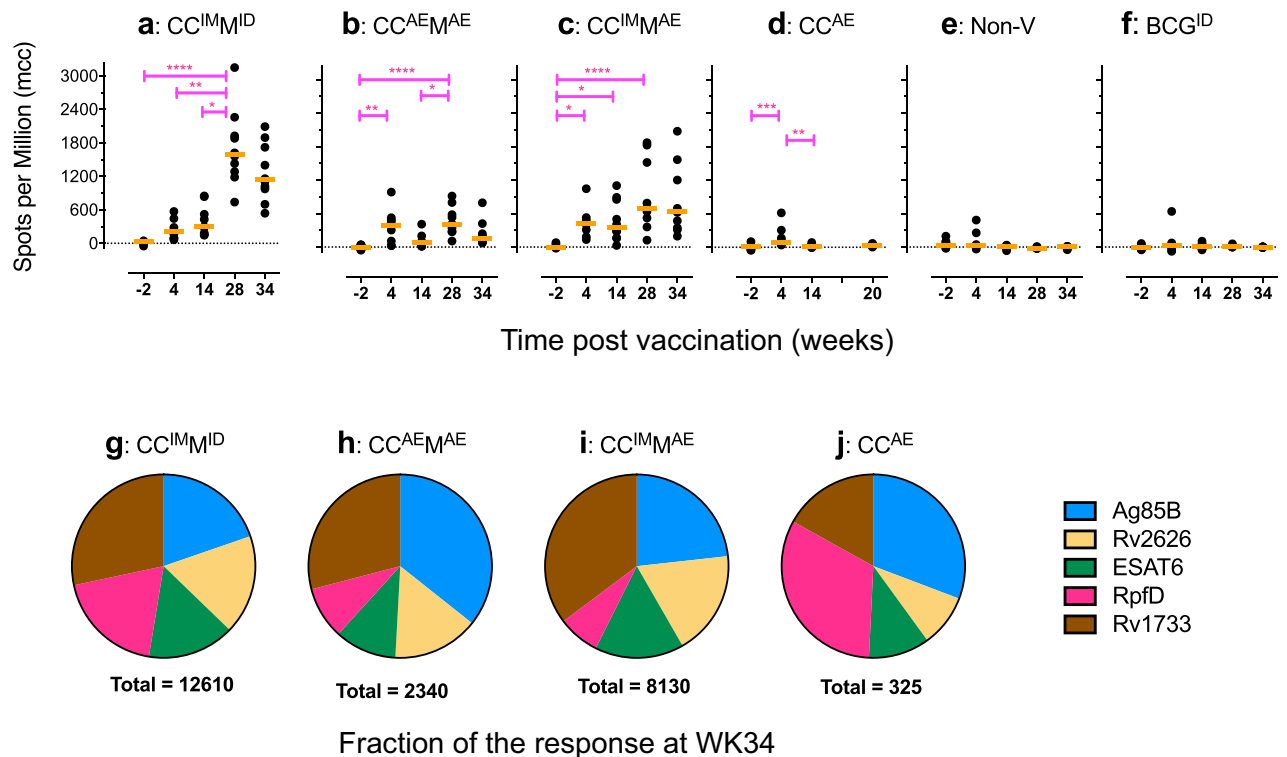 a: CC^IM M^ID b: CC^AE M^AE c: CC^IM M^AE d: CC^AE e: Non-V f: BCG^ID
Spots per Million (mcc)
3000
2400
1800
1200
600
0
**** ** *
**** * **
**** * *
*** **
-2 4 14 28 34 -2 4 14 28 34 -2 4 14 28 34 -2 4 14 20 -2 4 14 28 34 -2 4 14 28 34
Time post vaccination (weeks)
g: CC^IM M^ID h: CC^AE M^AE i: CC^IM M^AE j: CC^AE
Ag85B
Rv2626
ESAT6
RpfD
Rv1733
Total = 12610 Total = 2340 Total = 8130 Total = 325
Fraction of the response at WK34